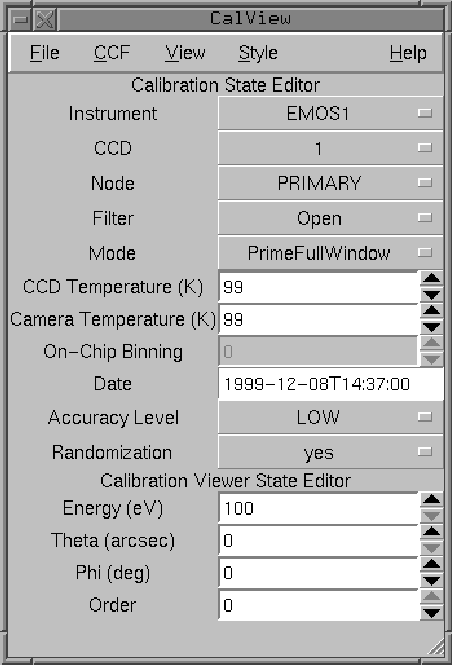 CalView
File CCF View Style Help
Calibration State Editor
Instrument EMOS1
CCD 1
Node PRIMARY
Filter Open
Mode PrimeFullWindow
CCD Temperature (K) 99
Camera Temperature (K) 99
On-Chip Binning 0
Date 1999-12-08T14:37:00
Accuracy Level LOW
Randomization yes
Calibration Viewer State Editor
Energy (eV) 100
Theta (arcsec) 0
Phi (deg) 0
Order 0